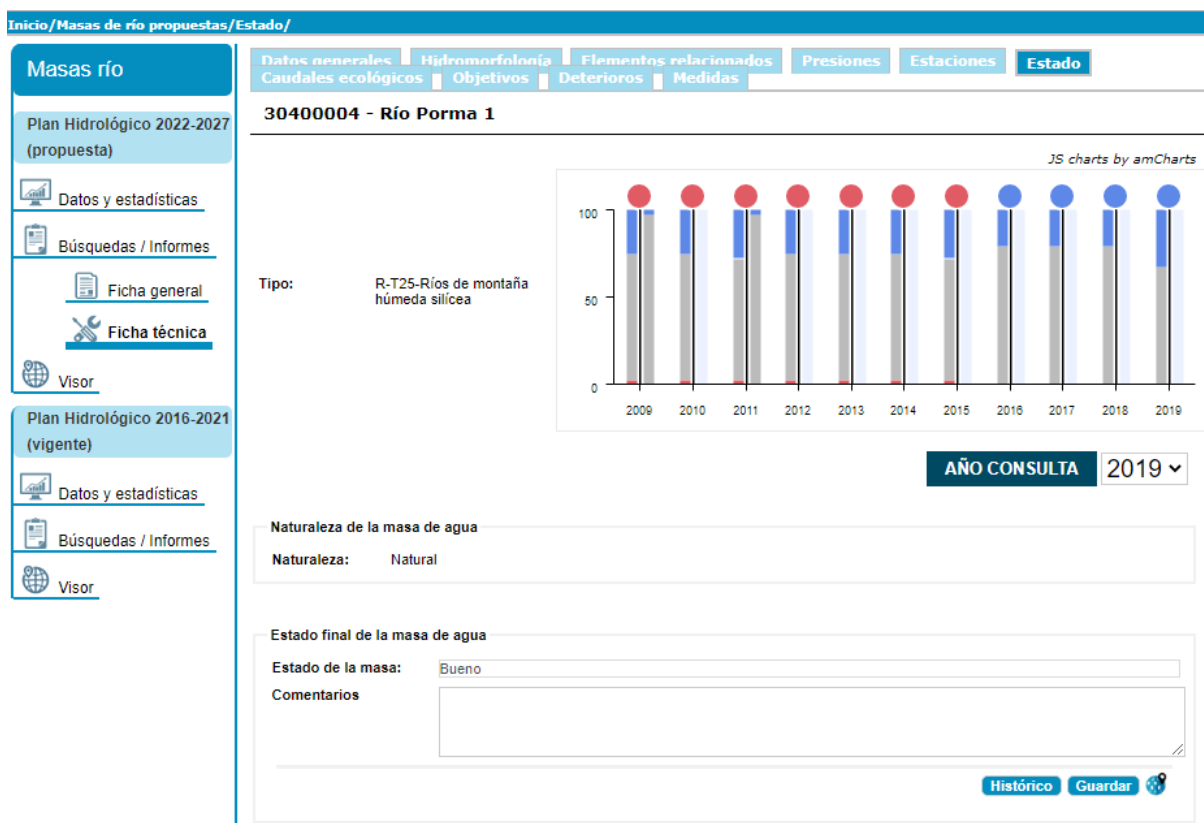 Inicio/Masas de río propuestas/Estado/
Masas río
Plan Hidrológico 2022-2027
(propuesta)
Datos y estadísticas
Búsquedas / Informes
Ficha general
Ficha técnica
Visor
Plan Hidrológico 2016-2021
(vigente)
Datos y estadísticas
Búsquedas / Informes
Visor
Datos generales Hidromorfología Elementos relacionados Presiones Estaciones Estado
Caudales ecológicos Objetivos Deterioros Medidas
30400004 - Río Porma 1
JS charts by amCharts
Tipo: R-T25-Ríos de montaña
húmeda silícea
100
50
0
2009 2010 2011 2012 2013 2014 2015 2016 2017 2018 2019
AÑO CONSULTA 2019
Naturaleza de la masa de agua
Naturaleza: Natural
Estado final de la masa de agua
Estado de la masa: Bueno
Comentarios
Histórico Guardar